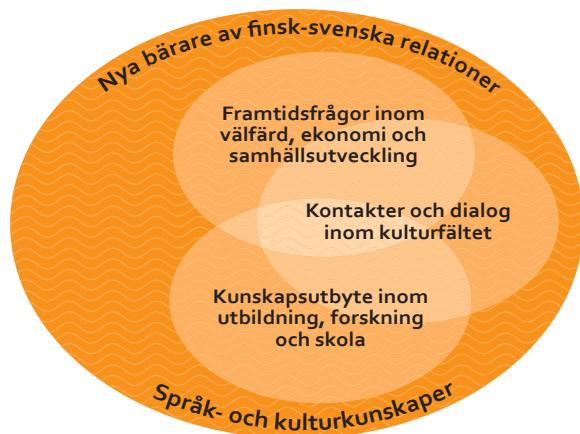 Nya bärare av finsk-svenska relationer
Framtidsfrågor inom
välfärd, ekonomi och
samhällsutveckling
Kontakter och dialog
inom kulturfältet
Kunskapsutbyte inom
utbildning, forskning
och skola
Språk- och kulturkunskaper